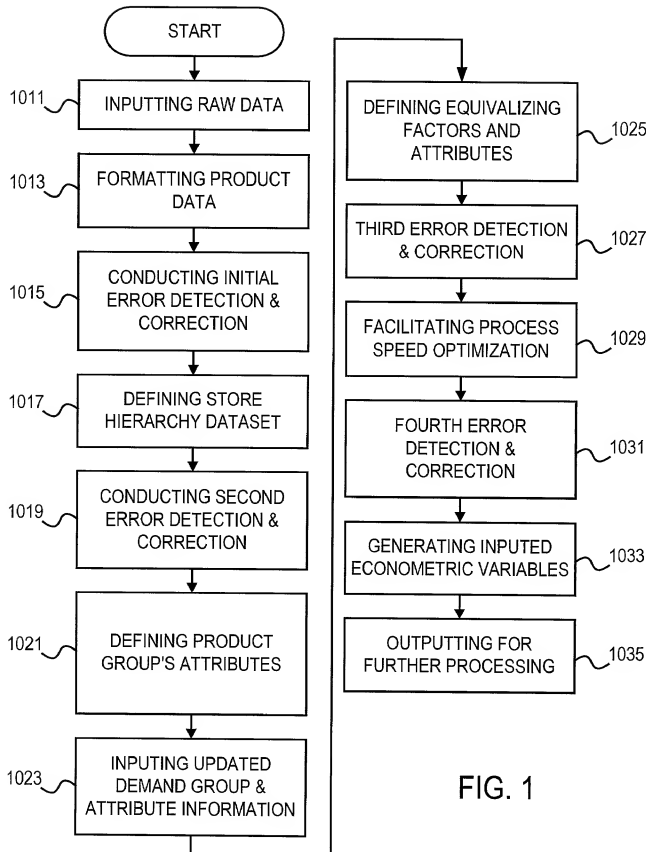 START
1011
INPUTTING RAW DATA
1013
FORMATTING PRODUCT
DATA
1015
CONDUCTING INITIAL
ERROR DETECTION &
CORRECTION
1017
DEFINING STORE
HIERARCHY DATASET
1019
CONDUCTING SECOND
ERROR DETECTION &
CORRECTION
1021
DEFINING PRODUCT
GROUP'S ATTRIBUTES
1023
INPUTING UPDATED
DEMAND GROUP &
ATTRIBUTE INFORMATION
DEFINING EQUIVALIZING
FACTORS AND
ATTRIBUTES
1025
THIRD ERROR DETECTION
& CORRECTION
1027
FACILITATING PROCESS
SPEED OPTIMIZATION
1029
FOURTH ERROR
DETECTION &
CORRECTION
1031
GENERATING INPUTED
ECONOMETRIC VARIABLES
1033
OUTPUTTING FOR
FURTHER PROCESSING
1035
FIG. 1